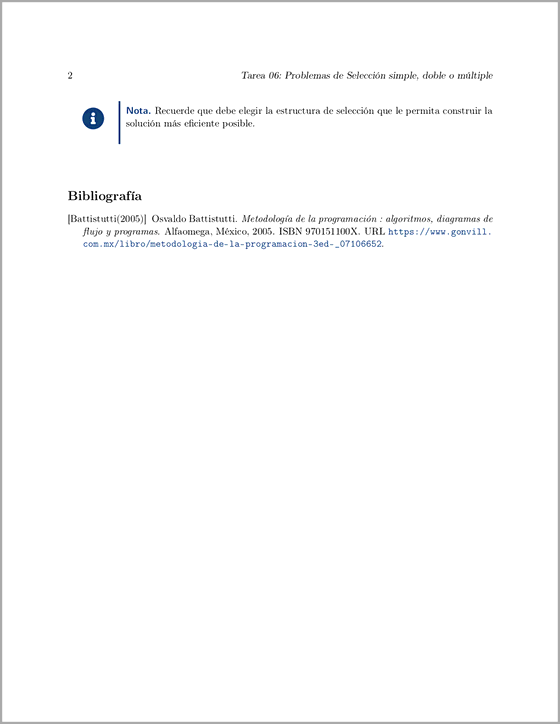 2 Tarea 06: Problemas de Selección simple, doble o múltiple
Nota. Recuerde que debe elegir la estructura de selección que le permita construir la
solución más eficiente posible.
Bibliografía
[Battistutti(2005)] Osvaldo Battistutti. Metodología de la programación : algoritmos, diagramas de
flujo y programas. Alfaomega, México, 2005. ISBN 970151100X. URL https://www.gonvill.
com.mx/libro/metodologia-de-la-programacion-3ed-_07106652.